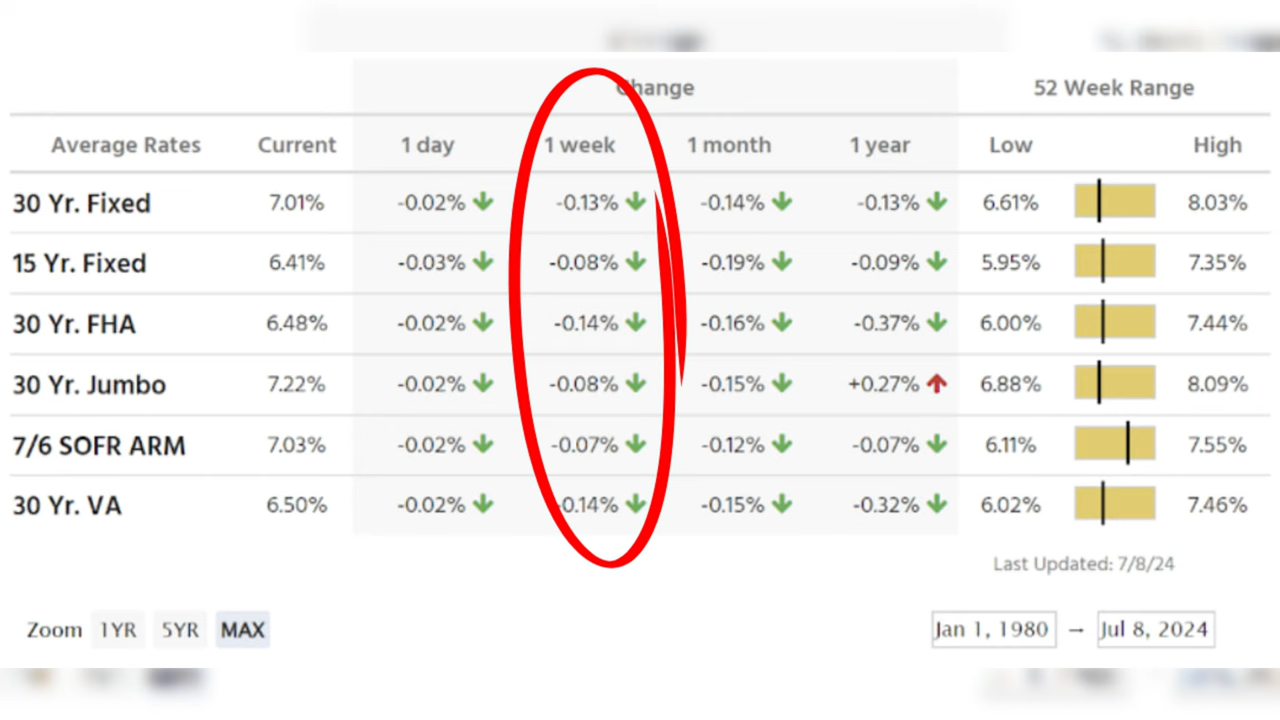 Change 52 Week Range
Average Rates Current 1 day 1 week 1 month 1 year Low High
30 Yr. Fixed 7.01% -0.02% -0.13% -0.14% -0.13% 6.61% 8.03%
15 Yr. Fixed 6.41% -0.03% -0.08% -0.19% -0.09% 5.95% 7.35%
30 Yr. FHA 6.48% -0.02% -0.14% -0.16% -0.37% 6.00% 7.44%
30 Yr. Jumbo 7.22% -0.02% -0.08% -0.15% +0.27% 6.88% 8.09%
7/6 SOFR ARM 7.03% -0.02% -0.07% -0.12% -0.07% 6.11% 7.55%
30 Yr. VA 6.50% -0.02% -0.14% -0.15% -0.32% 6.02% 7.46%
Last Updated: 7/8/24
Zoom 1YR 5YR MAX Jan 1, 1980 → Jul 8, 2024